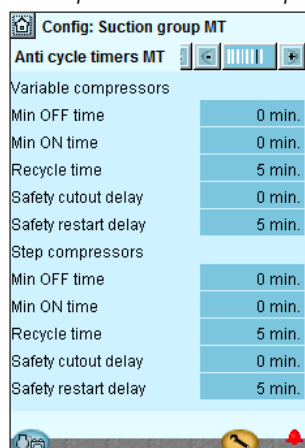 Config: Suction group MT
Anti cycle timers MT
Variable compressors
Min OFF time 0 min.
Min ON time 0 min.
Recycle time 5 min.
Safety cutout delay 0 min.
Safety restart delay 5 min.
Step compressors
Min OFF time 0 min.
Min ON time 0 min.
Recycle time 5 min.
Safety cutout delay 0 min.
Safety restart delay 5 min.